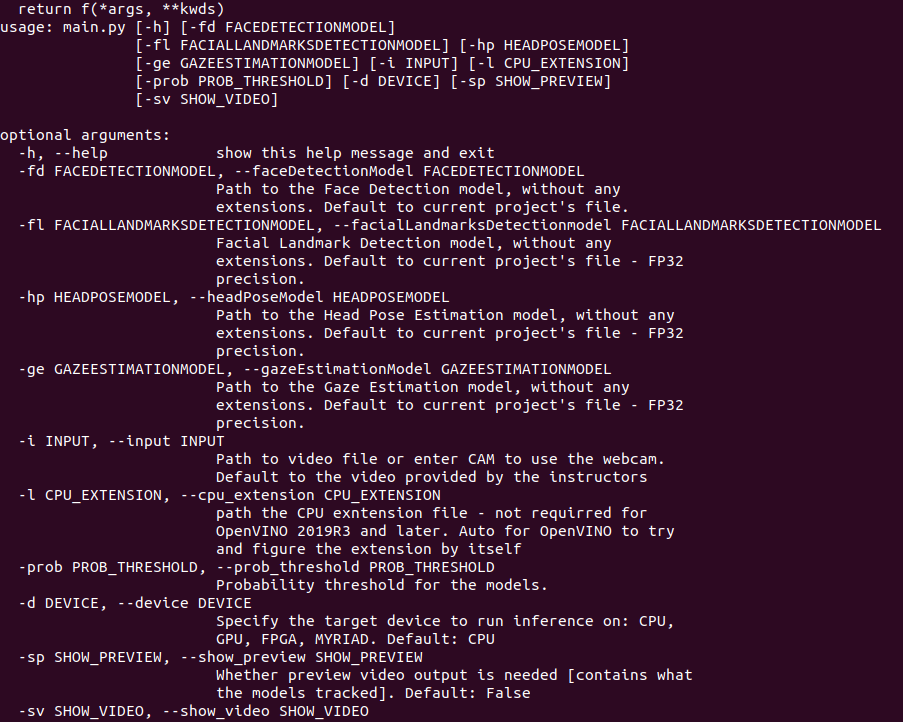 return f(*args, **kwds)
usage: main.py [-h] [-fd FACEDETECTIONMODEL]
[-fl FACIALLANDMARKSDETECTIONMODEL] [-hp HEADPOSEMODEL]
[-ge GAZEESTIMATIONMODEL] [-i INPUT] [-l CPU_EXTENSION]
[-prob PROB_THRESHOLD] [-d DEVICE] [-sp SHOW_PREVIEW]
[-sv SHOW_VIDEO]
optional arguments:
-h, --help show this help message and exit
-fd FACEDETECTIONMODEL, --faceDetectionModel FACEDETECTIONMODEL
Path to the Face Detection model, without any
extensions. Default to current project's file.
-fl FACIALLANDMARKSDETECTIONMODEL, --facialLandmarksDetectionmodel FACIALLANDMARKSDETECTIONMODEL
Facial Landmark Detection model, without any
extensions. Default to current project's file - FP32
precision.
-hp HEADPOSEMODEL, --headPoseModel HEADPOSEMODEL
Path to the Head Pose Estimation model, without any
extensions. Default to current project's file - FP32
precision.
-ge GAZEESTIMATIONMODEL, --gazeEstimationModel GAZEESTIMATIONMODEL
Path to the Gaze Estimation model, without any
extensions. Default to current project's file - FP32
precision.
-i INPUT, --input INPUT
Path to video file or enter CAM to use the webcam.
Default to the video provided by the instructors
-l CPU_EXTENSION, --cpu_extension CPU_EXTENSION
path the CPU exntension file - not requirred for
OpenVINO 2019R3 and later. Auto for OpenVINO to try
and figure the extension by itself
-prob PROB_THRESHOLD, --prob_threshold PROB_THRESHOLD
Probability threshold for the models.
-d DEVICE, --device DEVICE
Specify the target device to run inference on: CPU,
GPU, FPGA, MYRIAD. Default: CPU
-sp SHOW_PREVIEW, --show_preview SHOW_PREVIEW
Whether preview video output is needed [contains what
the models tracked]. Default: False
-sv SHOW_VIDEO, --show_video SHOW_VIDEO